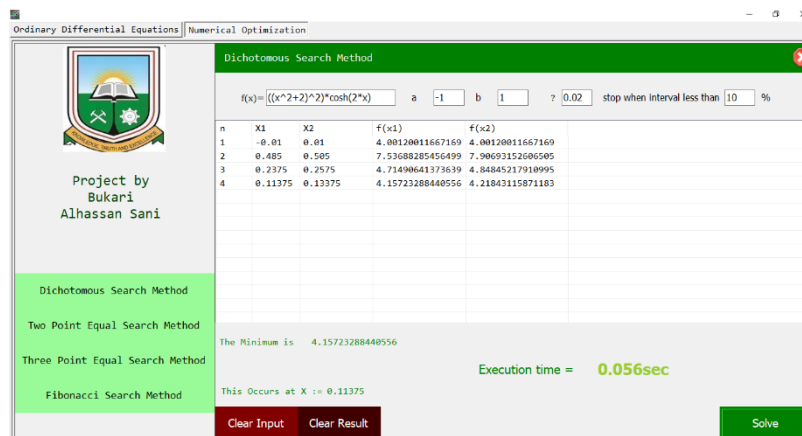 Ordinary Differential Equations Numerical Optimization
KNOWLEDGE, TRUTH AND EXCELLENCE
Project by
Bukari
Alhassan Sani
Dichotomous Search Method
Two Point Equal Search Method
Three Point Equal Search Method
Fibonacci Search Method
Dichotomous Search Method
f(x)= ((x^2+2)^2)*cosh(2*x) a -1 b 1 ? 0.02 stop when interval less than 10 %
n X1 X2 f(x1) f(x2)
1 -0.01 0.01 4.00120011667169 4.00120011667169
2 0.485 0.505 7.53688285456499 7.90693152606505
3 0.2375 0.2575 4.71490641373639 4.84845217910995
4 0.11375 0.13375 4.15723288440556 4.21843115871183
The Minimum is 4.15723288440556
Execution time = 0.056sec
This Occurs at X := 0.11375
Clear Input Clear Result Solve